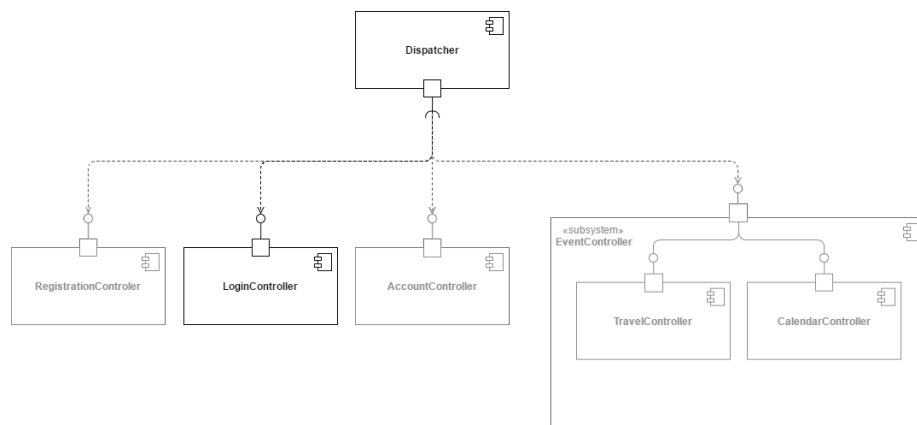 Dispatcher
«subsystem»
EventController
RegistrationControler
LoginController
AccountController
TravelController
CalendarController